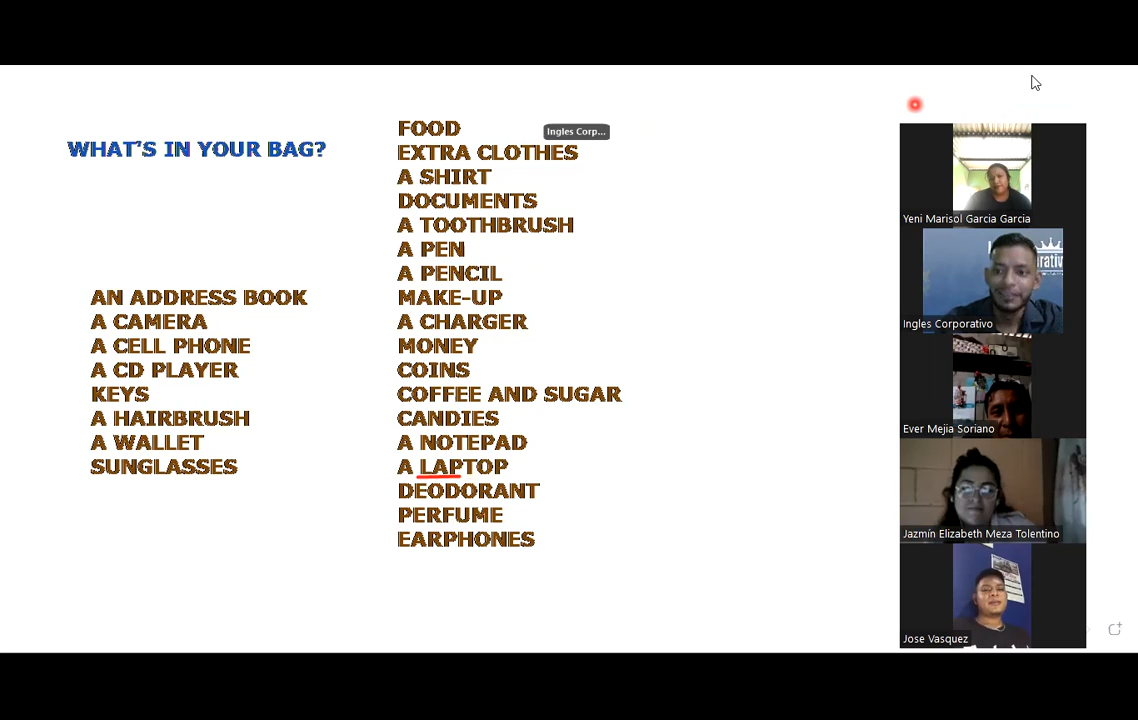 WHAT'S IN YOUR BAG?
AN ADDRESS BOOK
A CAMERA
A CELL PHONE
A CD PLAYER
KEYS
A HAIRBRUSH
A WALLET
SUNGLASSES
FOOD
EXTRA CLOTHES
A SHIRT
DOCUMENTS
A TOOTHBRUSH
A PEN
A PENCIL
MAKE-UP
A CHARGER
MONEY
COINS
COFFEE AND SUGAR
CANDIES
A NOTEPAD
A LAPTOP
DEODORANT
PERFUME
EARPHONES
Ingles Corp...
Yeni Marisol Garcia Garcia
Ingles Corporativo
Ever Mejia Soriano
Jazmín Elizabeth Meza Tolentino
Jose Vasquez